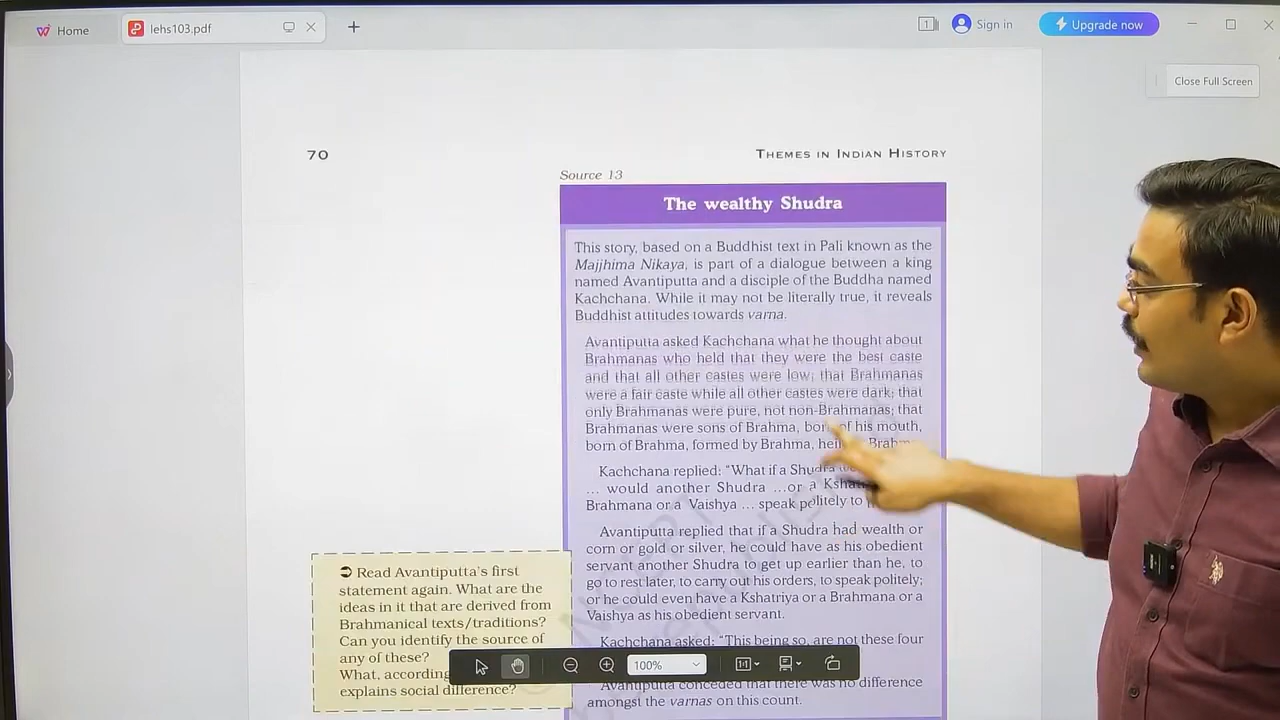 Home
lehs103.pdf
1
Sign in
Upgrade now
Close Full Screen
70
THEMES IN INDIAN HISTORY
Source 13
The wealthy Shudra
This story, based on a Buddhist text in Pali known as the
Majjhima Nikaya, is part of a dialogue between a king
named Avantiputta and a disciple of the Buddha named
Kachchana. While it may not be literally true, it reveals
Buddhist attitudes towards varna.
Avantiputta asked Kachchana what he thought about
Brahmanas who held that they were the best caste
and that all other castes were low; that Brahmanas
were a fair caste while all other castes were dark; that
only Brahmanas were pure, not non-Brahmanas; that
Brahmanas were sons of Brahma, born of his mouth,
born of Brahma, formed by Brahma,
Kachchana replied: “What if a Shudra
... would another Shudra ...or a
Brahmana or a Vaishya ... speak politely to
Avantiputta replied that if a Shudra had wealth or
corn or gold or silver, he could have as his obedient
servant another Shudra to get up earlier than he, to
go to rest later, to carry out his orders, to speak politely;
or he could even have a Kshatriya or a Brahmana or a
Vaishya as his obedient servant.
Kachchana asked: “This being so, are not these four
Avantiputta conceded that there was no difference
amongst the varnas on this count.
➲ Read Avantiputta’s first
statement again. What are the
ideas in it that are derived from
Brahmanical texts/traditions?
Can you identify the source of
any of these?
What, according
explains social difference?
100%